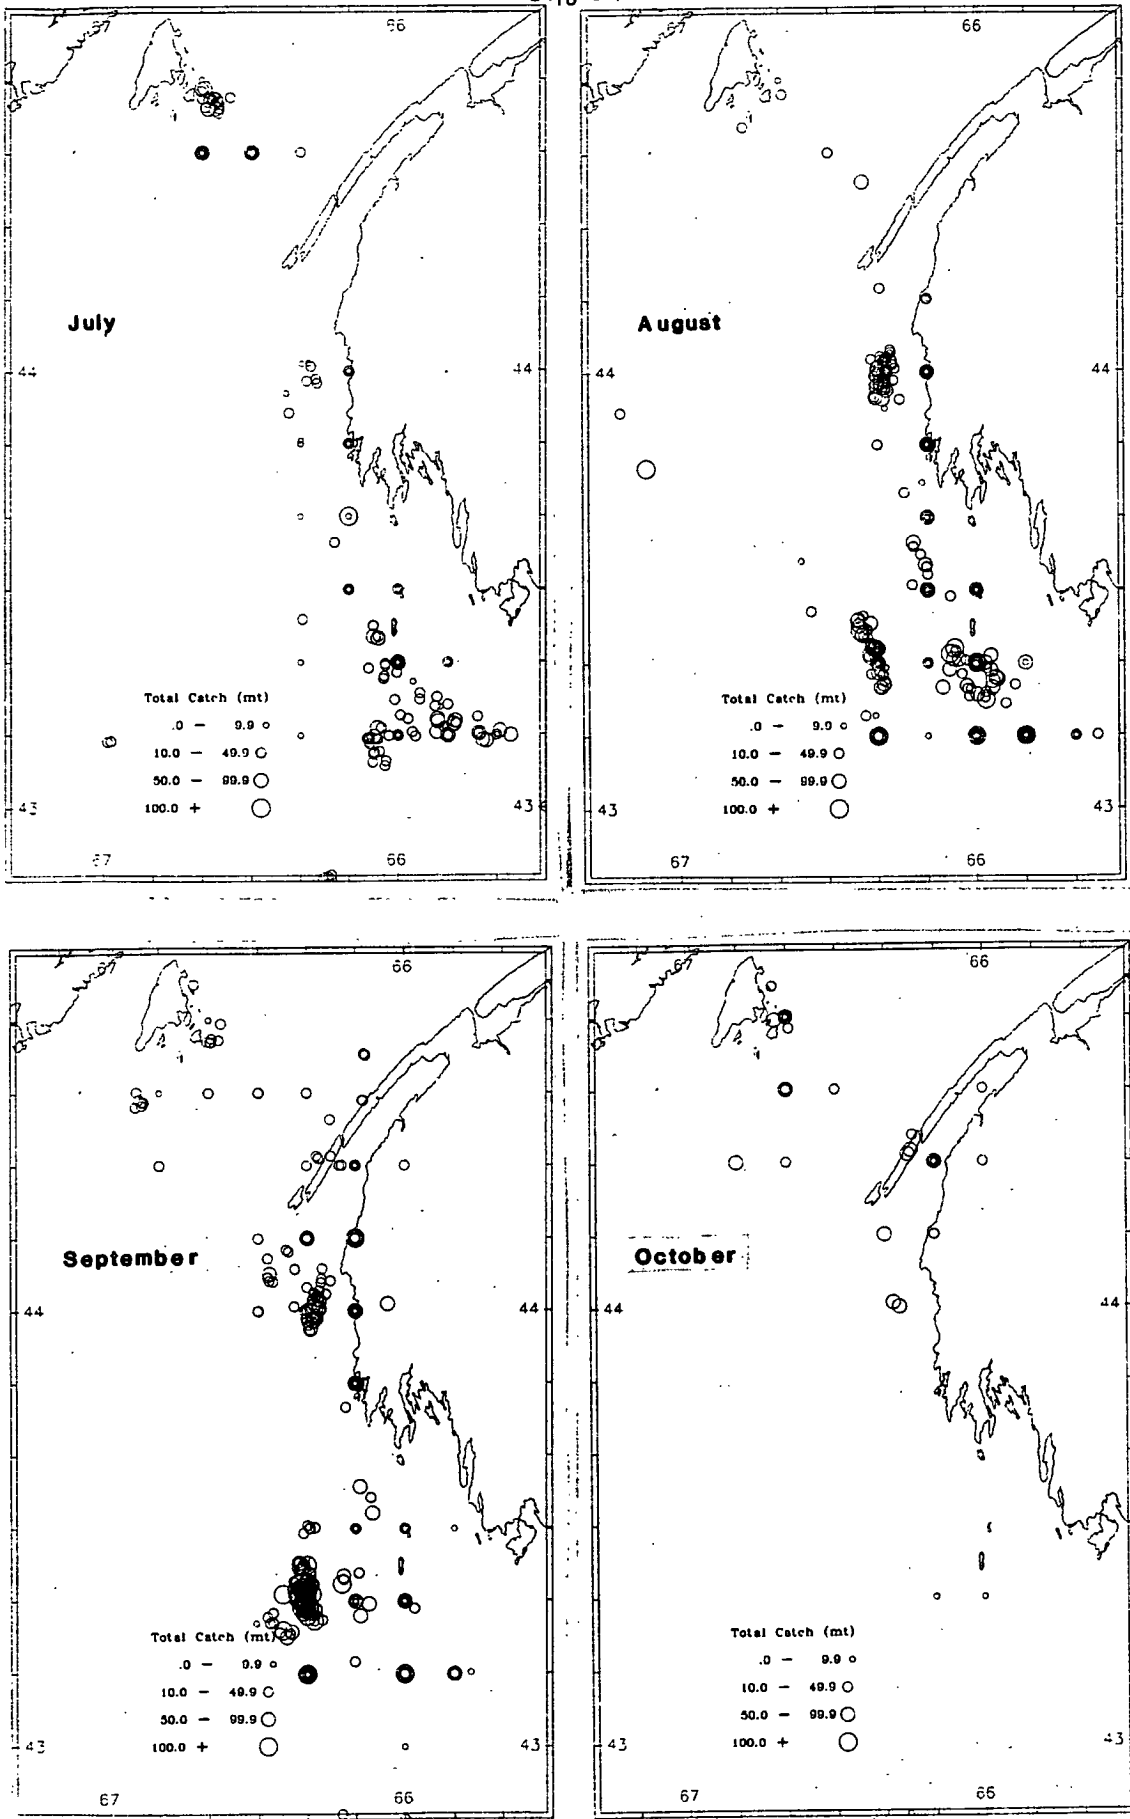 67 66
July
44 44
Total Catch (mt)
.0 — 9.9
10.0 — 49.9
50.0 — 99.9
100.0 +
43 43
67 66
66
August
44 44
Total Catch (mt)
.0 — 9.9
10.0 — 49.9
50.0 — 99.9
100.0 +
43 43
67 66
67 66
September
44
Total Catch (mt)
.0 — 9.9
10.0 — 49.9
50.0 — 99.9
100.0 +
43 43
67 66
67 66
October
44 44
Total Catch (mt)
.0 — 9.9
10.0 — 49.9
50.0 — 99.9
100.0 +
43 43
67 66